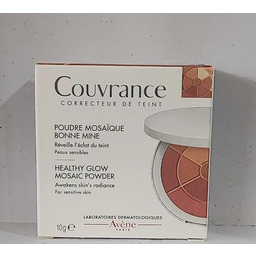 Couvrance
CORRECTEUR DE TEINT
POUDRE MOSAÏQUE
BONNE MINE
Réveille l'éclat du teint
Peaux sensibles
HEALTHY GLOW
MOSAIC POWDER
Awakens skin's radiance
For sensitive skin
10g ℮
LABORATOIRES DERMATOLOGIQUES
Avène
PARIS